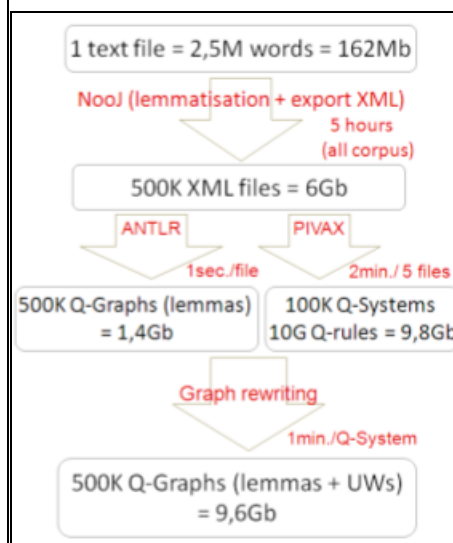 1 text file = 2,5M words = 162Mb
NooJ (lemmatisation + export XML)
5 hours
(all corpus)
500K XML files = 6Gb
ANTLR
PIVAX
1sec./file
2min./ 5 files
500K Q-Graphs (lemmas)
= 1,4Gb
100K Q-Systems
10G Q-rules = 9,8Gb
Graph rewriting
1min./Q-System
500K Q-Graphs (lemmas + UWs)
= 9,6Gb